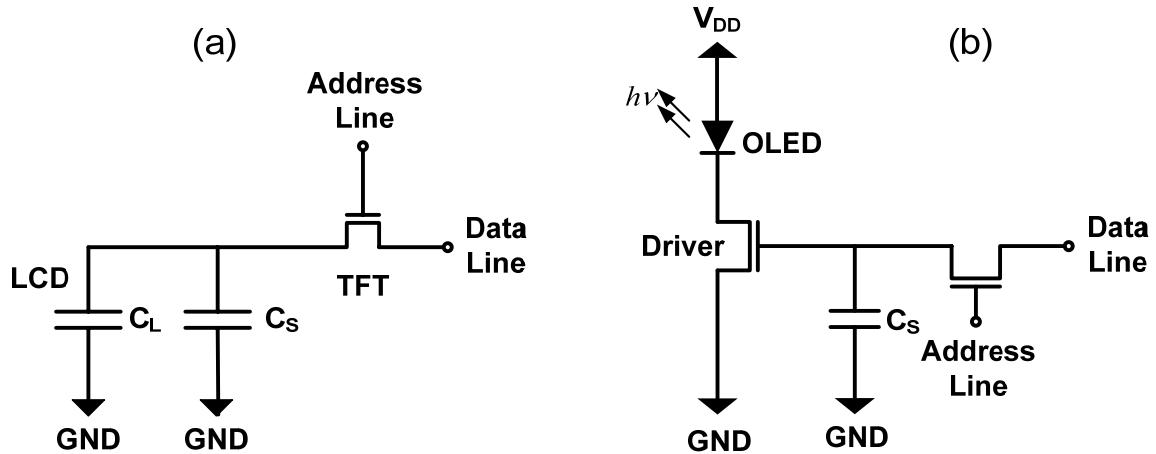 (a)
Address
Line
Data
Line
TFT
LCD
CL
CS
GND
GND
(b)
VDD
hν
OLED
Driver
Data
Line
CS
Address
Line
GND
GND